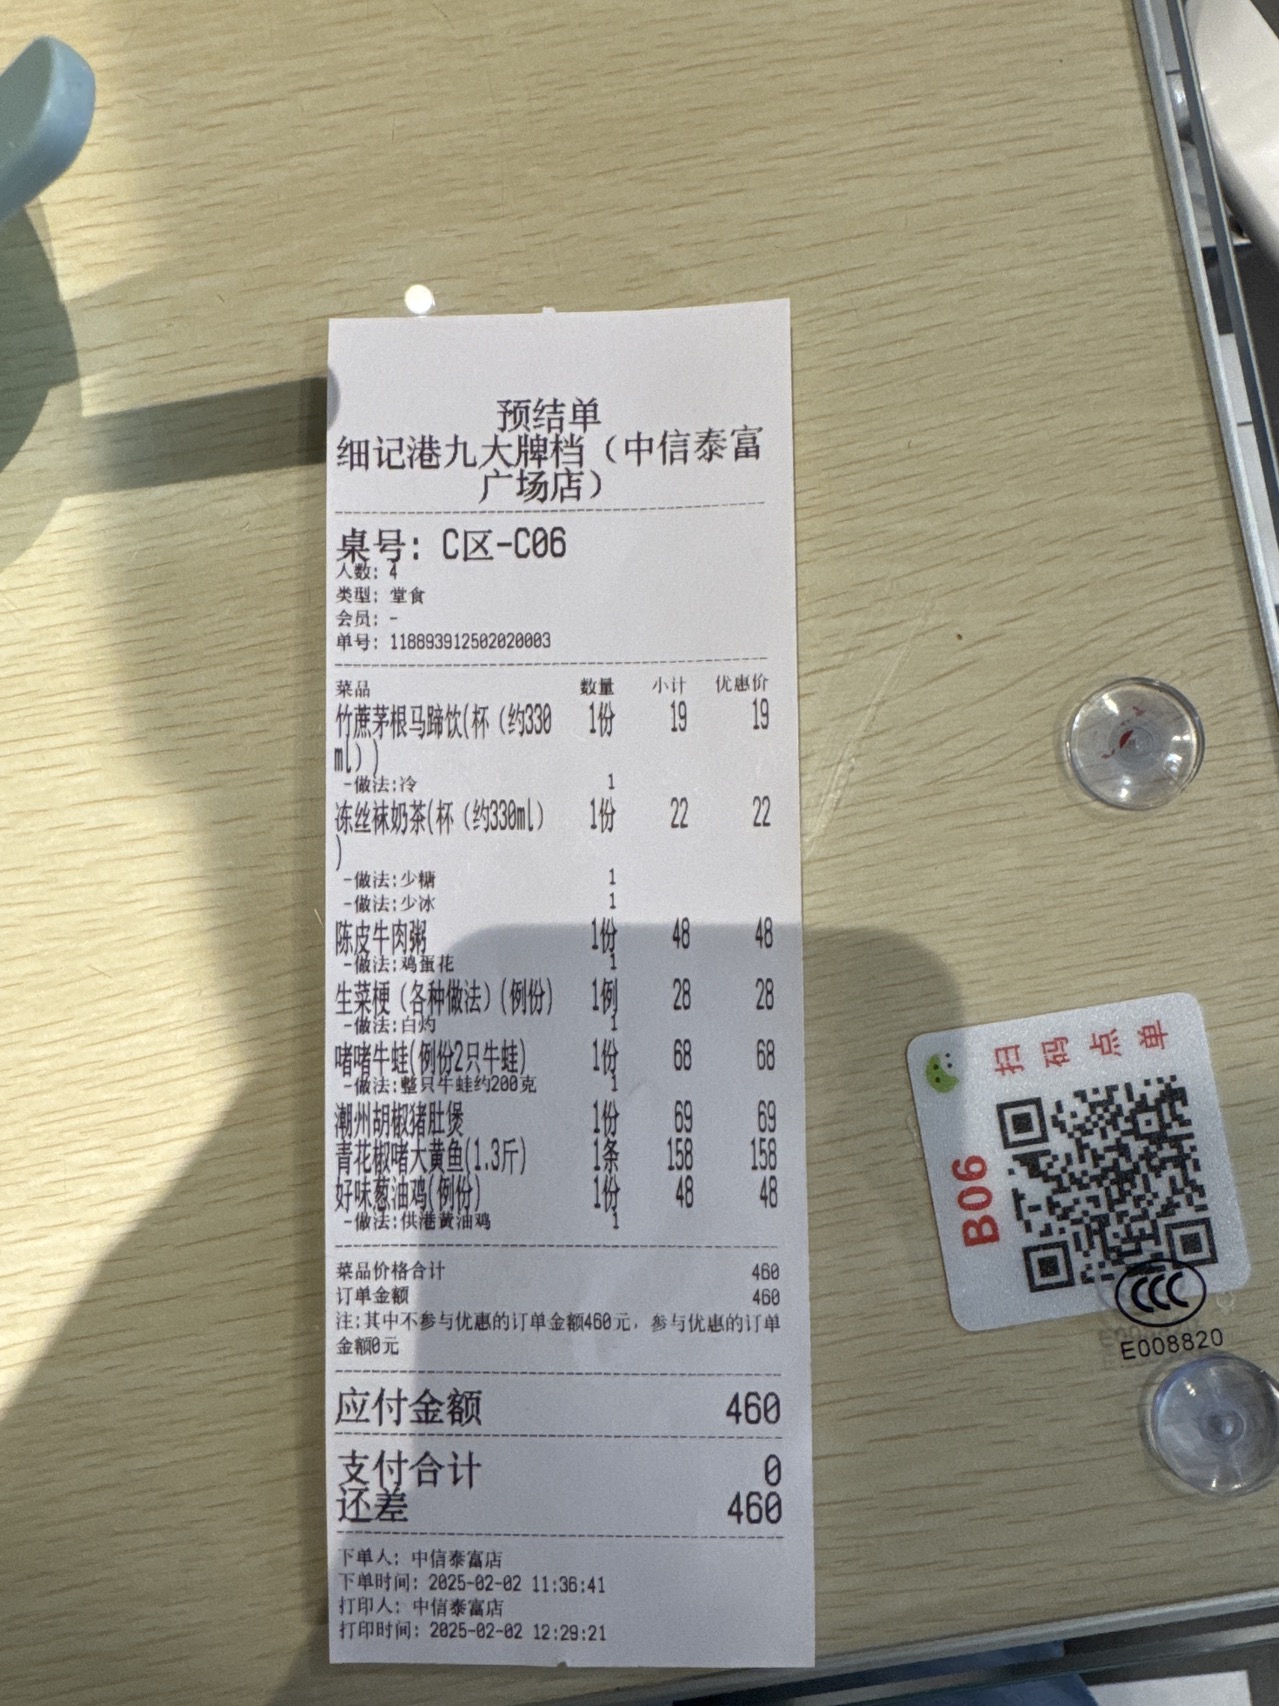 预结单
细记港九大牌档（中信泰富
广场店）
桌号: C区-C06
人数: 4
类型: 堂食
会员: -
单号: 118893912502020003
菜品 数量 小计 优惠价
竹蔗茅根马蹄饮(杯（约330 1份 19 19
ml）)
-做法:冷 1
冻丝袜奶茶(杯（约330ml） 1份 22 22
)
-做法:少糖 1
-做法:少冰 1
陈皮牛肉粥 1份 48 48
-做法:鸡蛋花 1
生菜梗（各种做法）(例份) 1例 28 28
-做法:白灼 1
啫啫牛蛙(例份2只牛蛙) 1份 68 68
-做法:整只牛蛙约200克 1
潮州胡椒猪肚煲 1份 69 69
青花椒啫大黄鱼(1.3斤) 1条 158 158
好味葱油鸡(例份) 1份 48 48
-做法:供港黄油鸡 1
菜品价格合计 460
订单金额 460
注:其中不参与优惠的订单金额460元，参与优惠的订单
金额0元
应付金额 460
支付合计 0
还差 460
下单人: 中信泰富店
下单时间: 2025-02-02 11:36:41
打印人: 中信泰富店
打印时间: 2025-02-02 12:29:21
扫码点单
B06
CCC
E008820